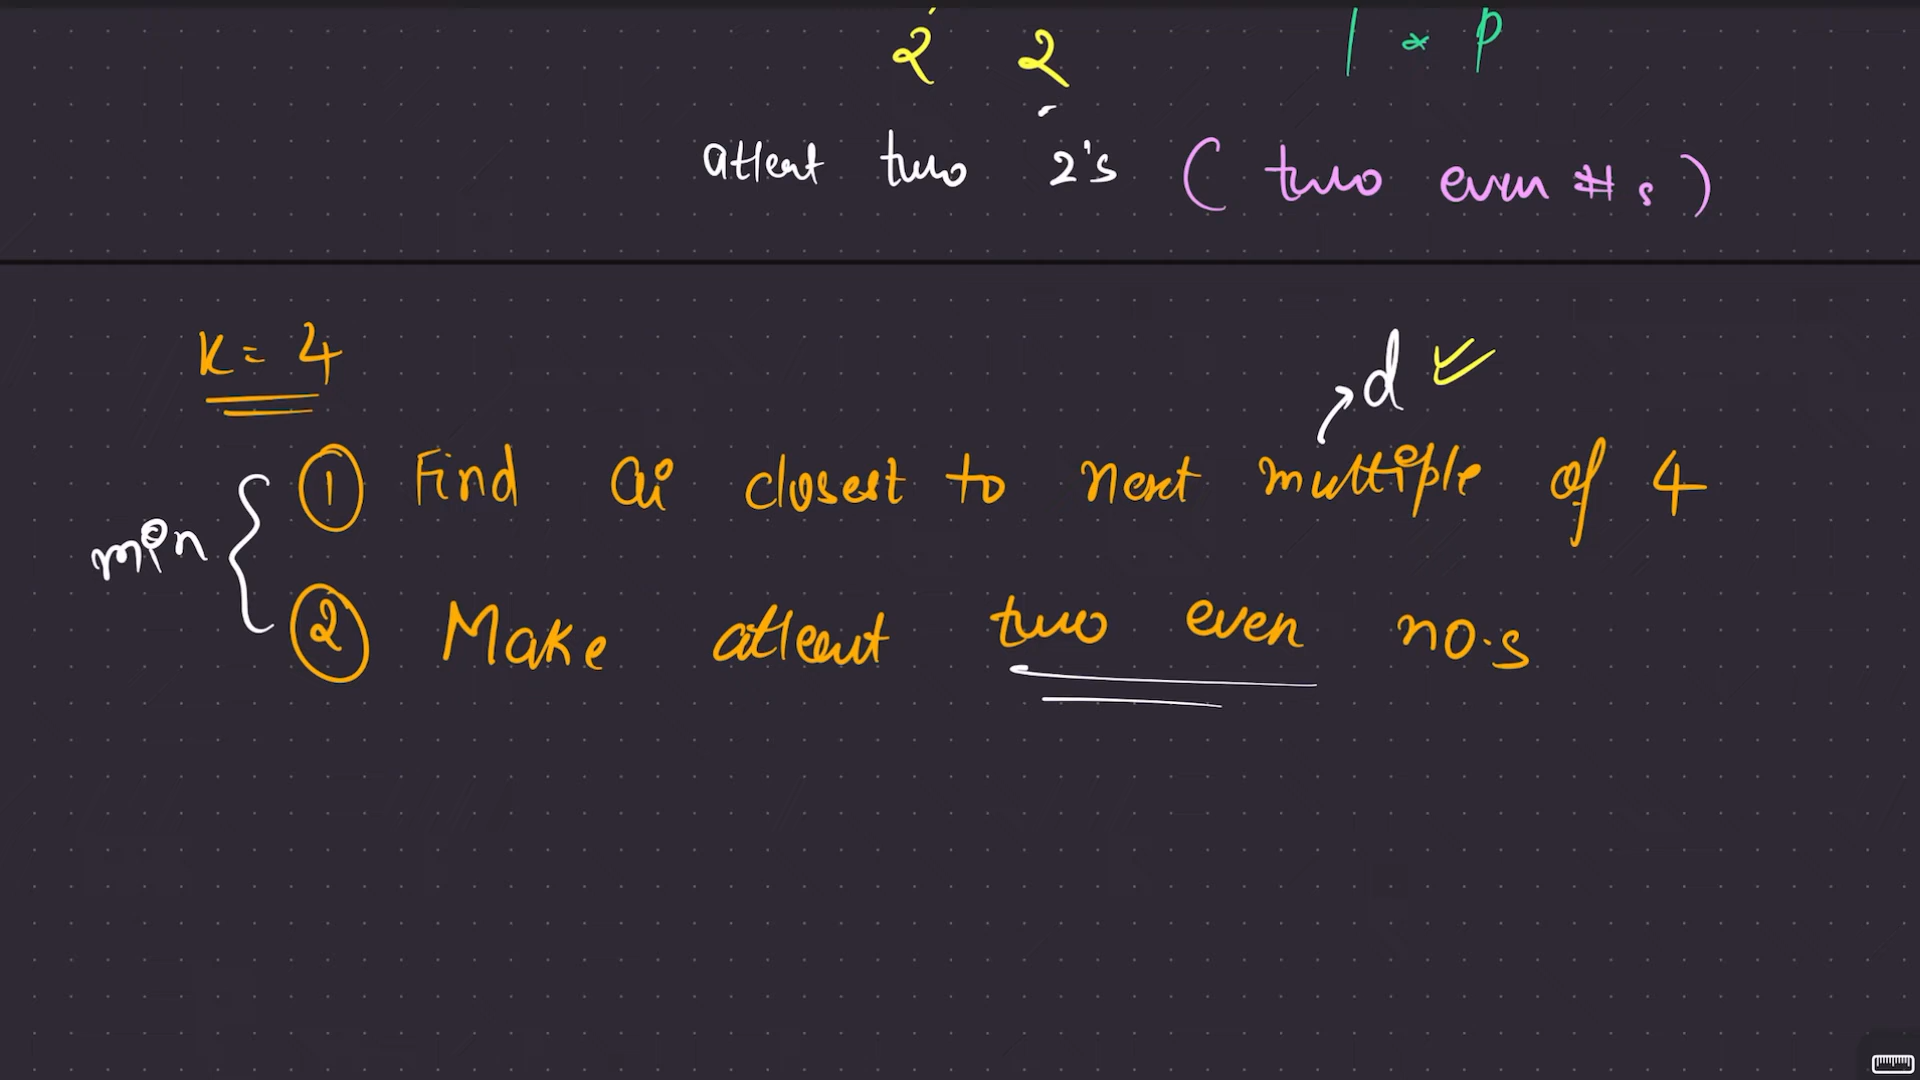 2 2 1 * P
atleast two 2's ( two even #s )
K = 4
d
① Find ai closest to next multiple of 4
min
② Make atleast two even no.s